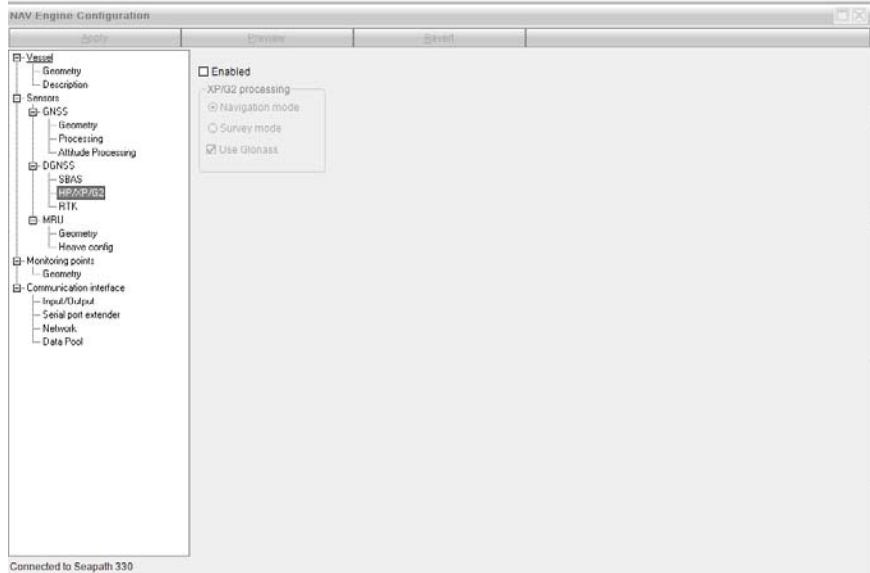 NAV Engine Configuration
Apply Preview Revert
Vessel
Geometry
Description
Sensors
GNSS
Geometry
Processing
Attitude Processing
DGNSS
SBAS
HP/XP/G2
RTK
MRU
Geometry
Heave config
Monitoring points
Geometry
Communication interface
Input/Output
Serial port extender
Network
Data Pool
Enabled
XP/G2 processing
Navigation mode
Survey mode
Use Glonass
Connected to Seapath 330